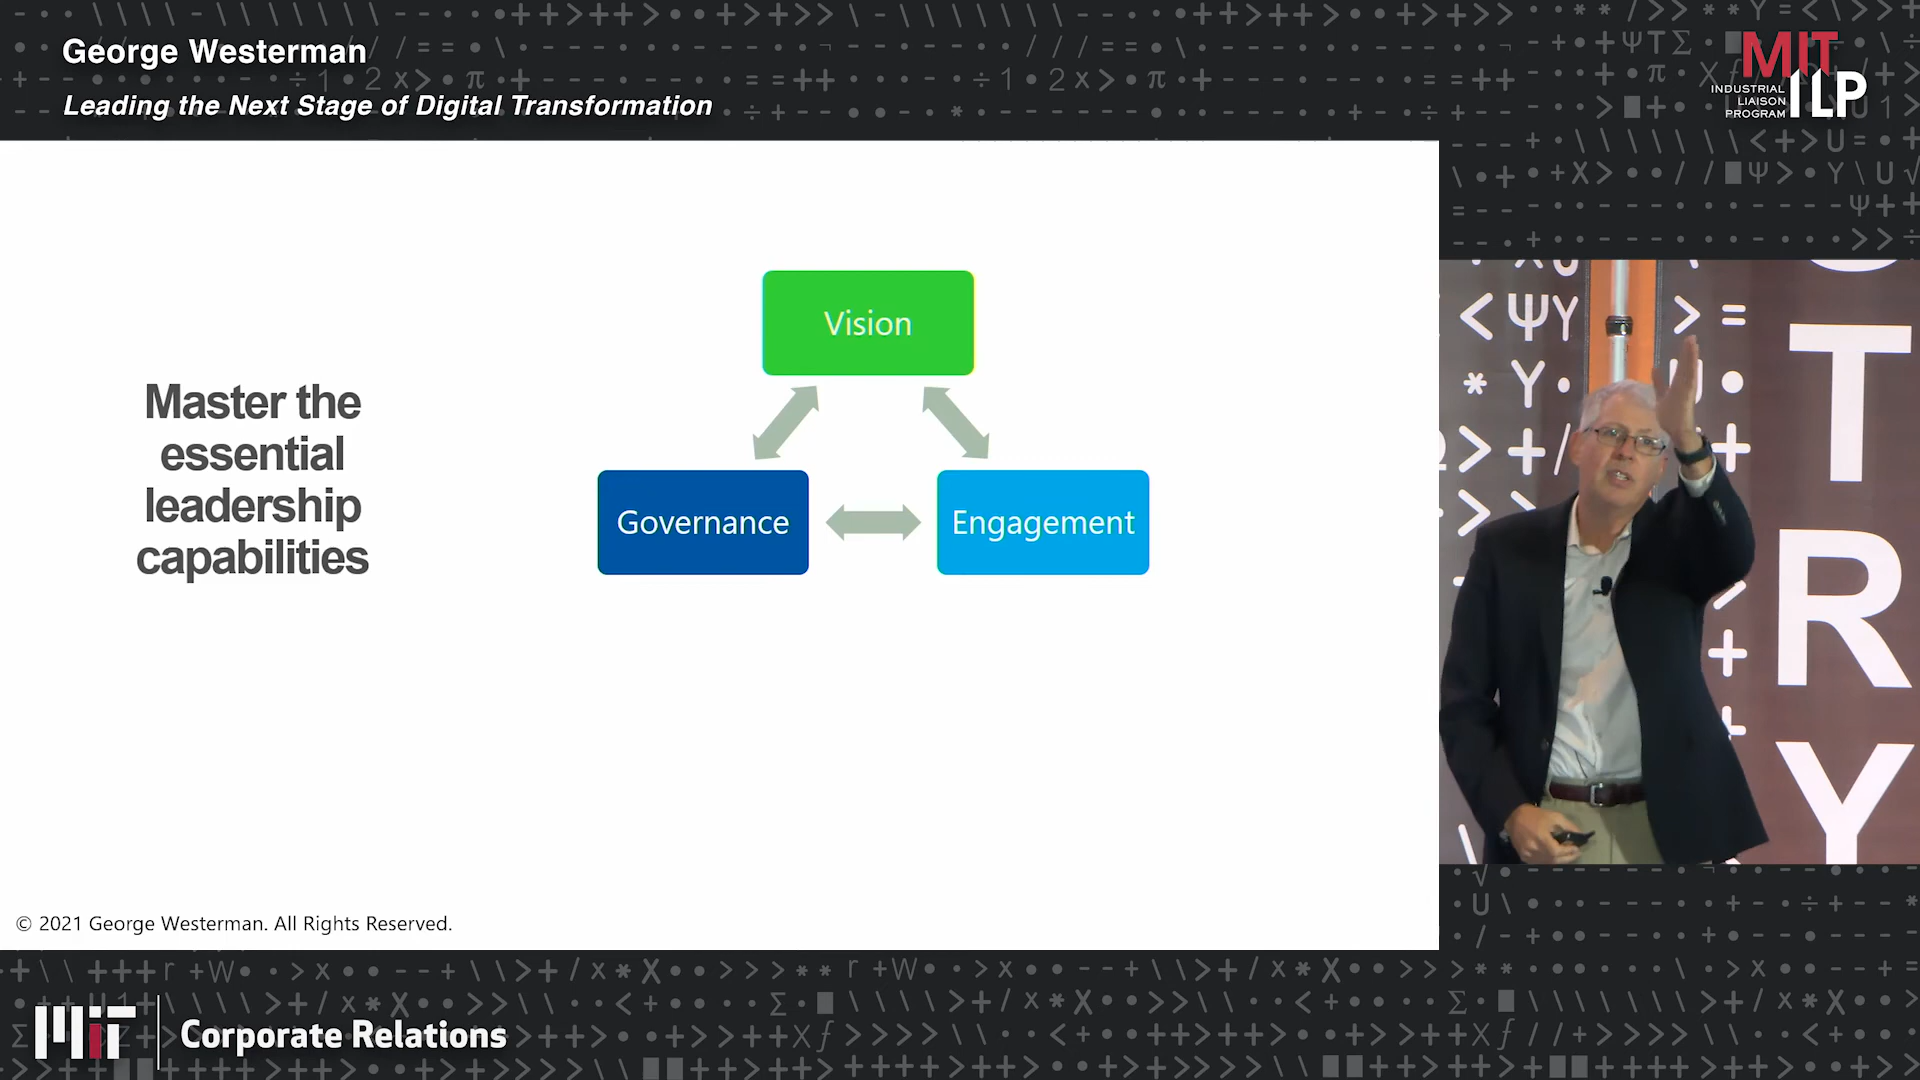 George Westerman
Leading the Next Stage of Digital Transformation
MIT
INDUSTRIAL
LIAISON
PROGRAM
ILP
Vision
Master the
essential
leadership
capabilities
Governance
Engagement
T
R
Y
© 2021 George Westerman. All Rights Reserved.
MIT
Corporate Relations